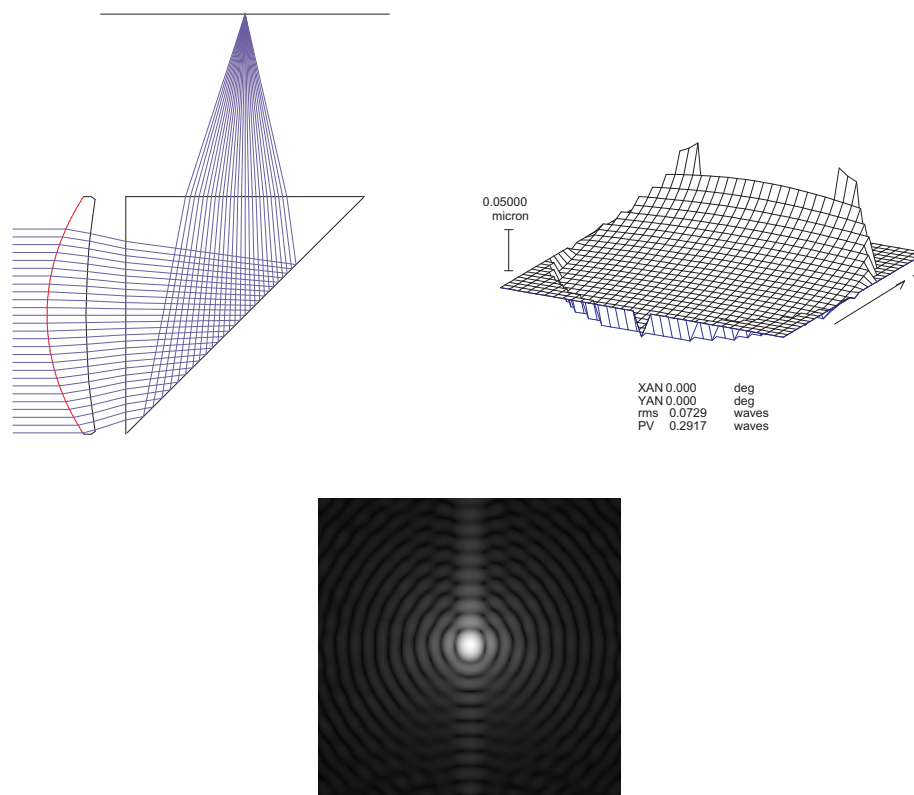 0.05000
micron
XAN 0.000 deg
YAN 0.000 deg
rms 0.0729 waves
PV 0.2917 waves